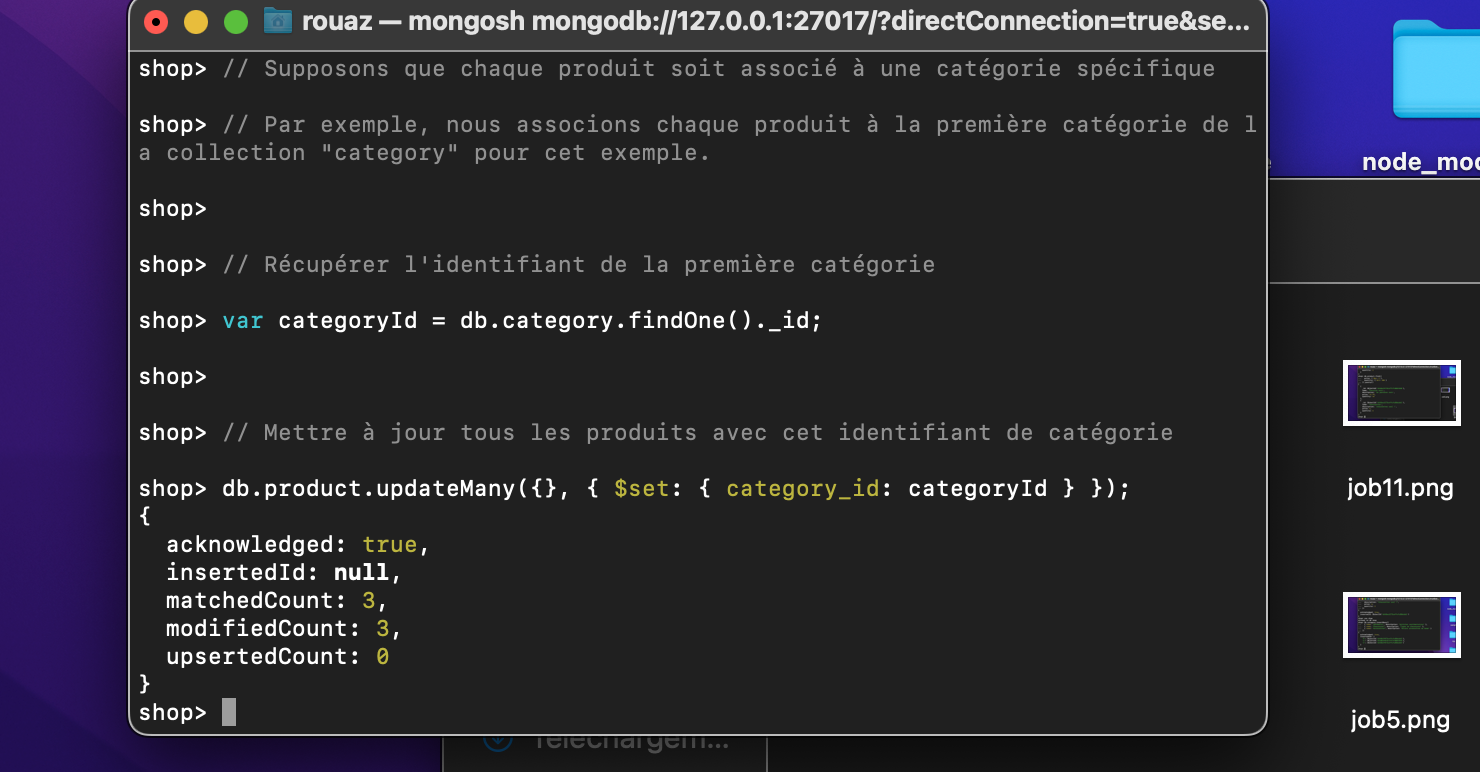 rouaz — mongosh mongodb://127.0.0.1:27017/?directConnection=true&se...
shop> // Supposons que chaque produit soit associé à une catégorie spécifique
shop> // Par exemple, nous associons chaque produit à la première catégorie de l
a collection "category" pour cet exemple.
shop>
shop> // Récupérer l'identifiant de la première catégorie
shop> var categoryId = db.category.findOne()._id;
shop>
shop> // Mettre à jour tous les produits avec cet identifiant de catégorie
shop> db.product.updateMany({}, { $set: { category_id: categoryId } });
{
  acknowledged: true,
  insertedId: null,
  matchedCount: 3,
  modifiedCount: 3,
  upsertedCount: 0
}
shop>
node_mod
job11.png
job5.png
Téléchargem...